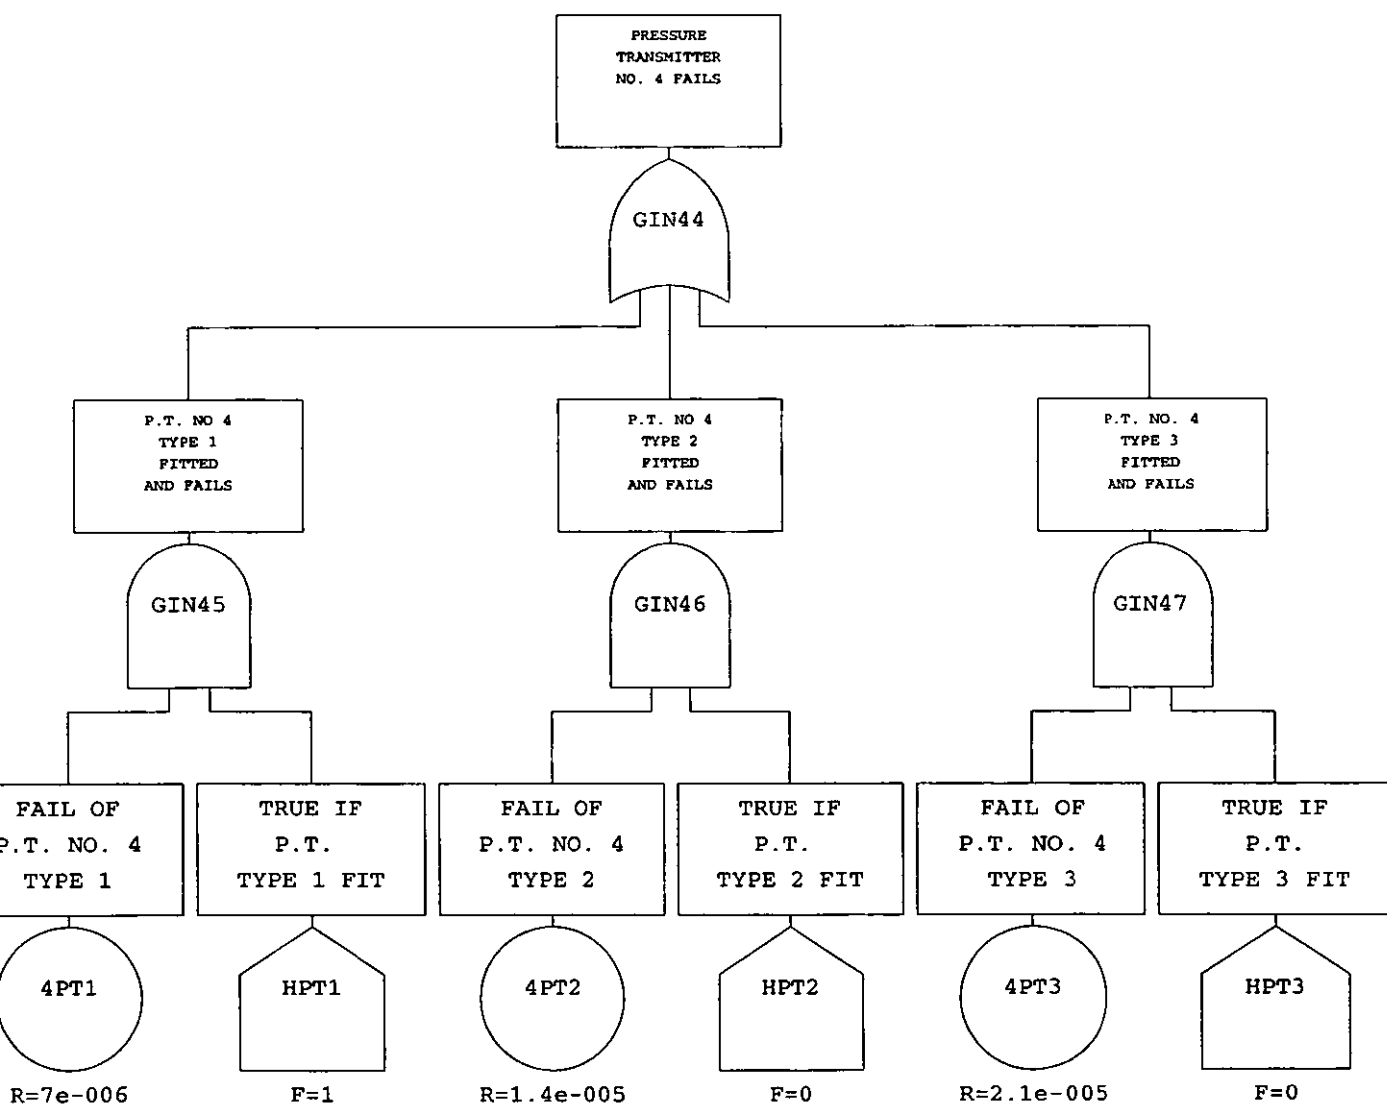 PRESSURE
TRANSMITTER
NO. 4 FAILS
GIN44
P.T. NO 4
TYPE 1
FITTED
AND FAILS
P.T. NO 4
TYPE 2
FITTED
AND FAILS
P.T. NO. 4
TYPE 3
FITTED
AND FAILS
GIN45
GIN46
GIN47
FAIL OF
P.T. NO. 4
TYPE 1
TRUE IF
P.T.
TYPE 1 FIT
FAIL OF
P.T. NO. 4
TYPE 2
TRUE IF
P.T.
TYPE 2 FIT
FAIL OF
P.T. NO. 4
TYPE 3
TRUE IF
P.T.
TYPE 3 FIT
4PT1
HPT1
4PT2
HPT2
4PT3
HPT3
R=7e-006
F=1
R=1.4e-005
F=0
R=2.1e-005
F=0